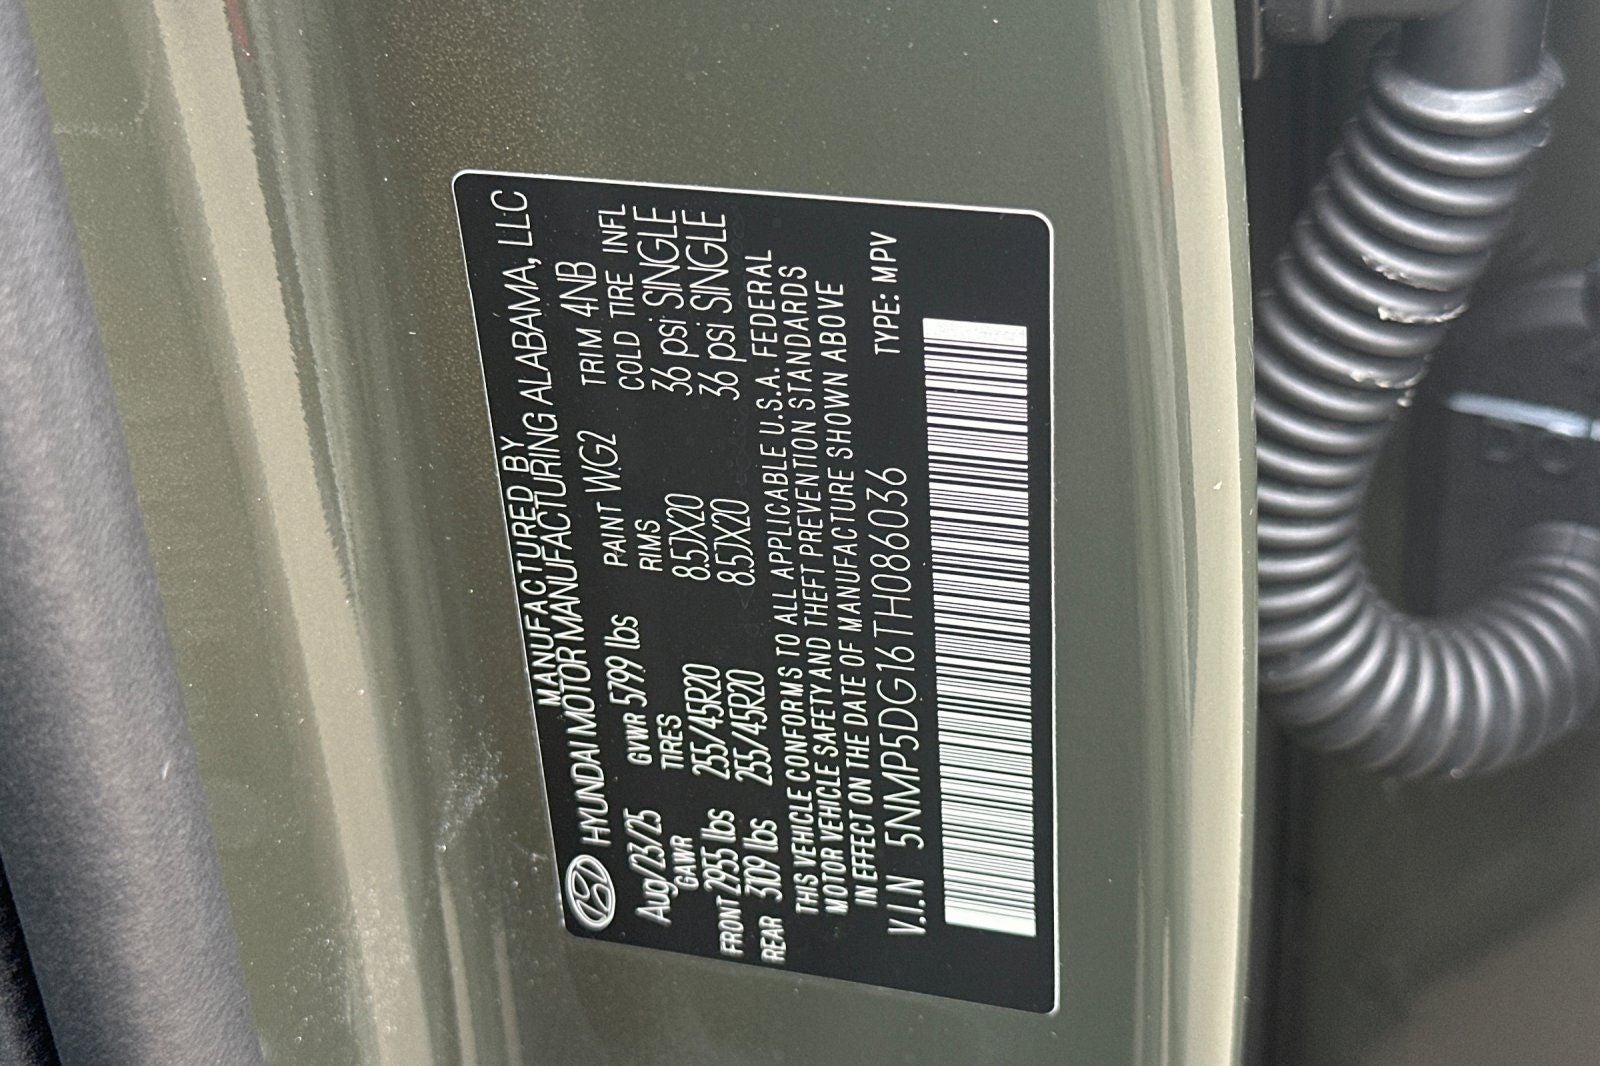 MANUFACTURED BY
HYUNDAI MOTOR MANUFACTURING ALABAMA, LLC
Aug/23/25 GVWR 5799 lbs PAINT WG2 TRIM 4NB
GAWR TIRES RIMS COLD TIRE INFL
FRONT 2955 lbs 255/45R20 8.5JX20 36 psi SINGLE
REAR 3109 lbs 255/45R20 8.5JX20 36 psi SINGLE
THIS VEHICLE CONFORMS TO ALL APPLICABLE U.S.A. FEDERAL
MOTOR VEHICLE SAFETY AND THEFT PREVENTION STANDARDS
IN EFFECT ON THE DATE OF MANUFACTURE SHOWN ABOVE
V.I.N 5NMP5DG16TH086036 TYPE: MPV